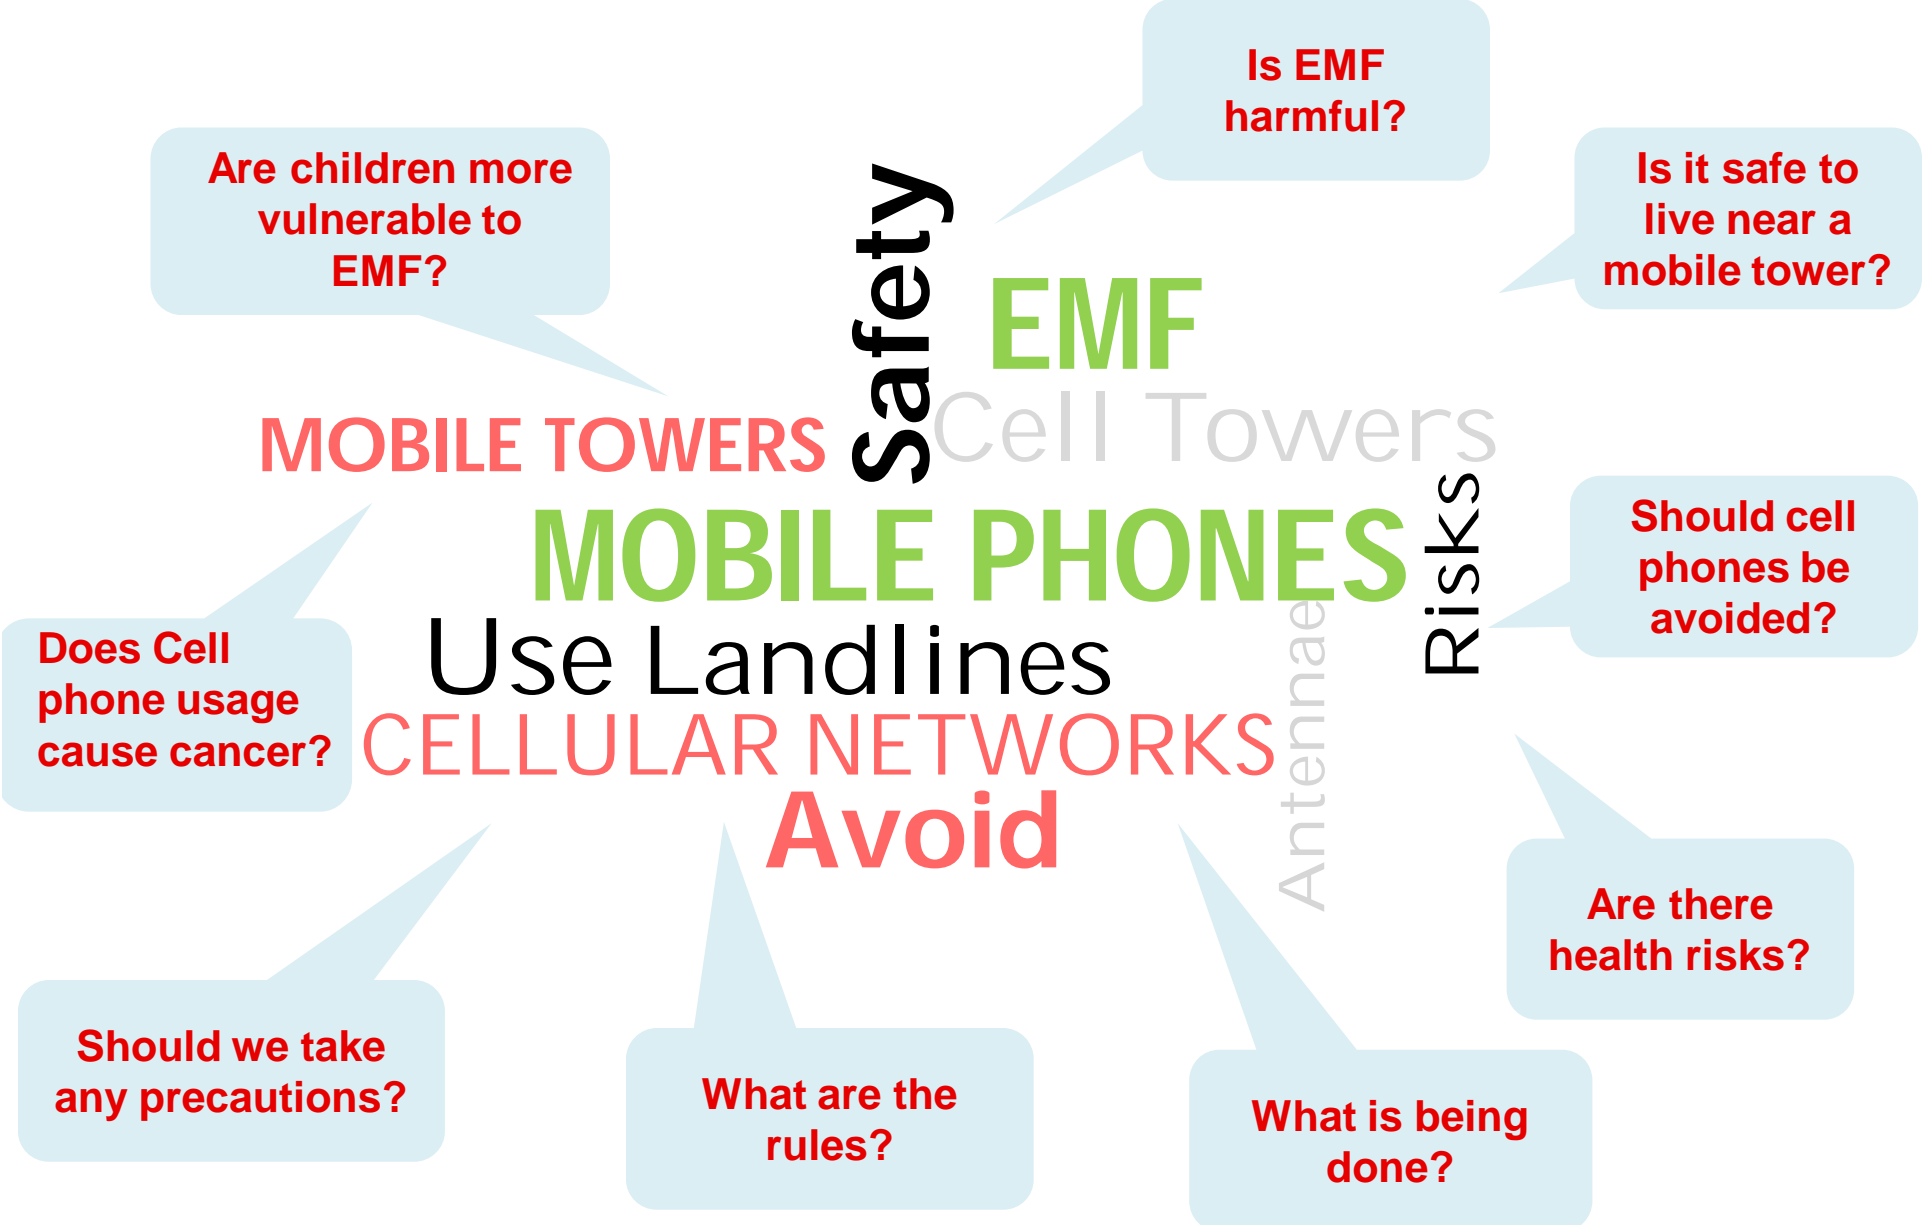 Is EMF
harmful?
Are children more
vulnerable to
EMF?
Is it safe to
live near a
mobile tower?
Safety
EMF
Cell Towers
MOBILE TOWERS
MOBILE PHONES
Risks
Should cell
phones be
avoided?
Use Landlines
Antennae
Does Cell
phone usage
cause cancer?
CELLULAR NETWORKS
Avoid
Are there
health risks?
Should we take
any precautions?
What are the
rules?
What is being
done?